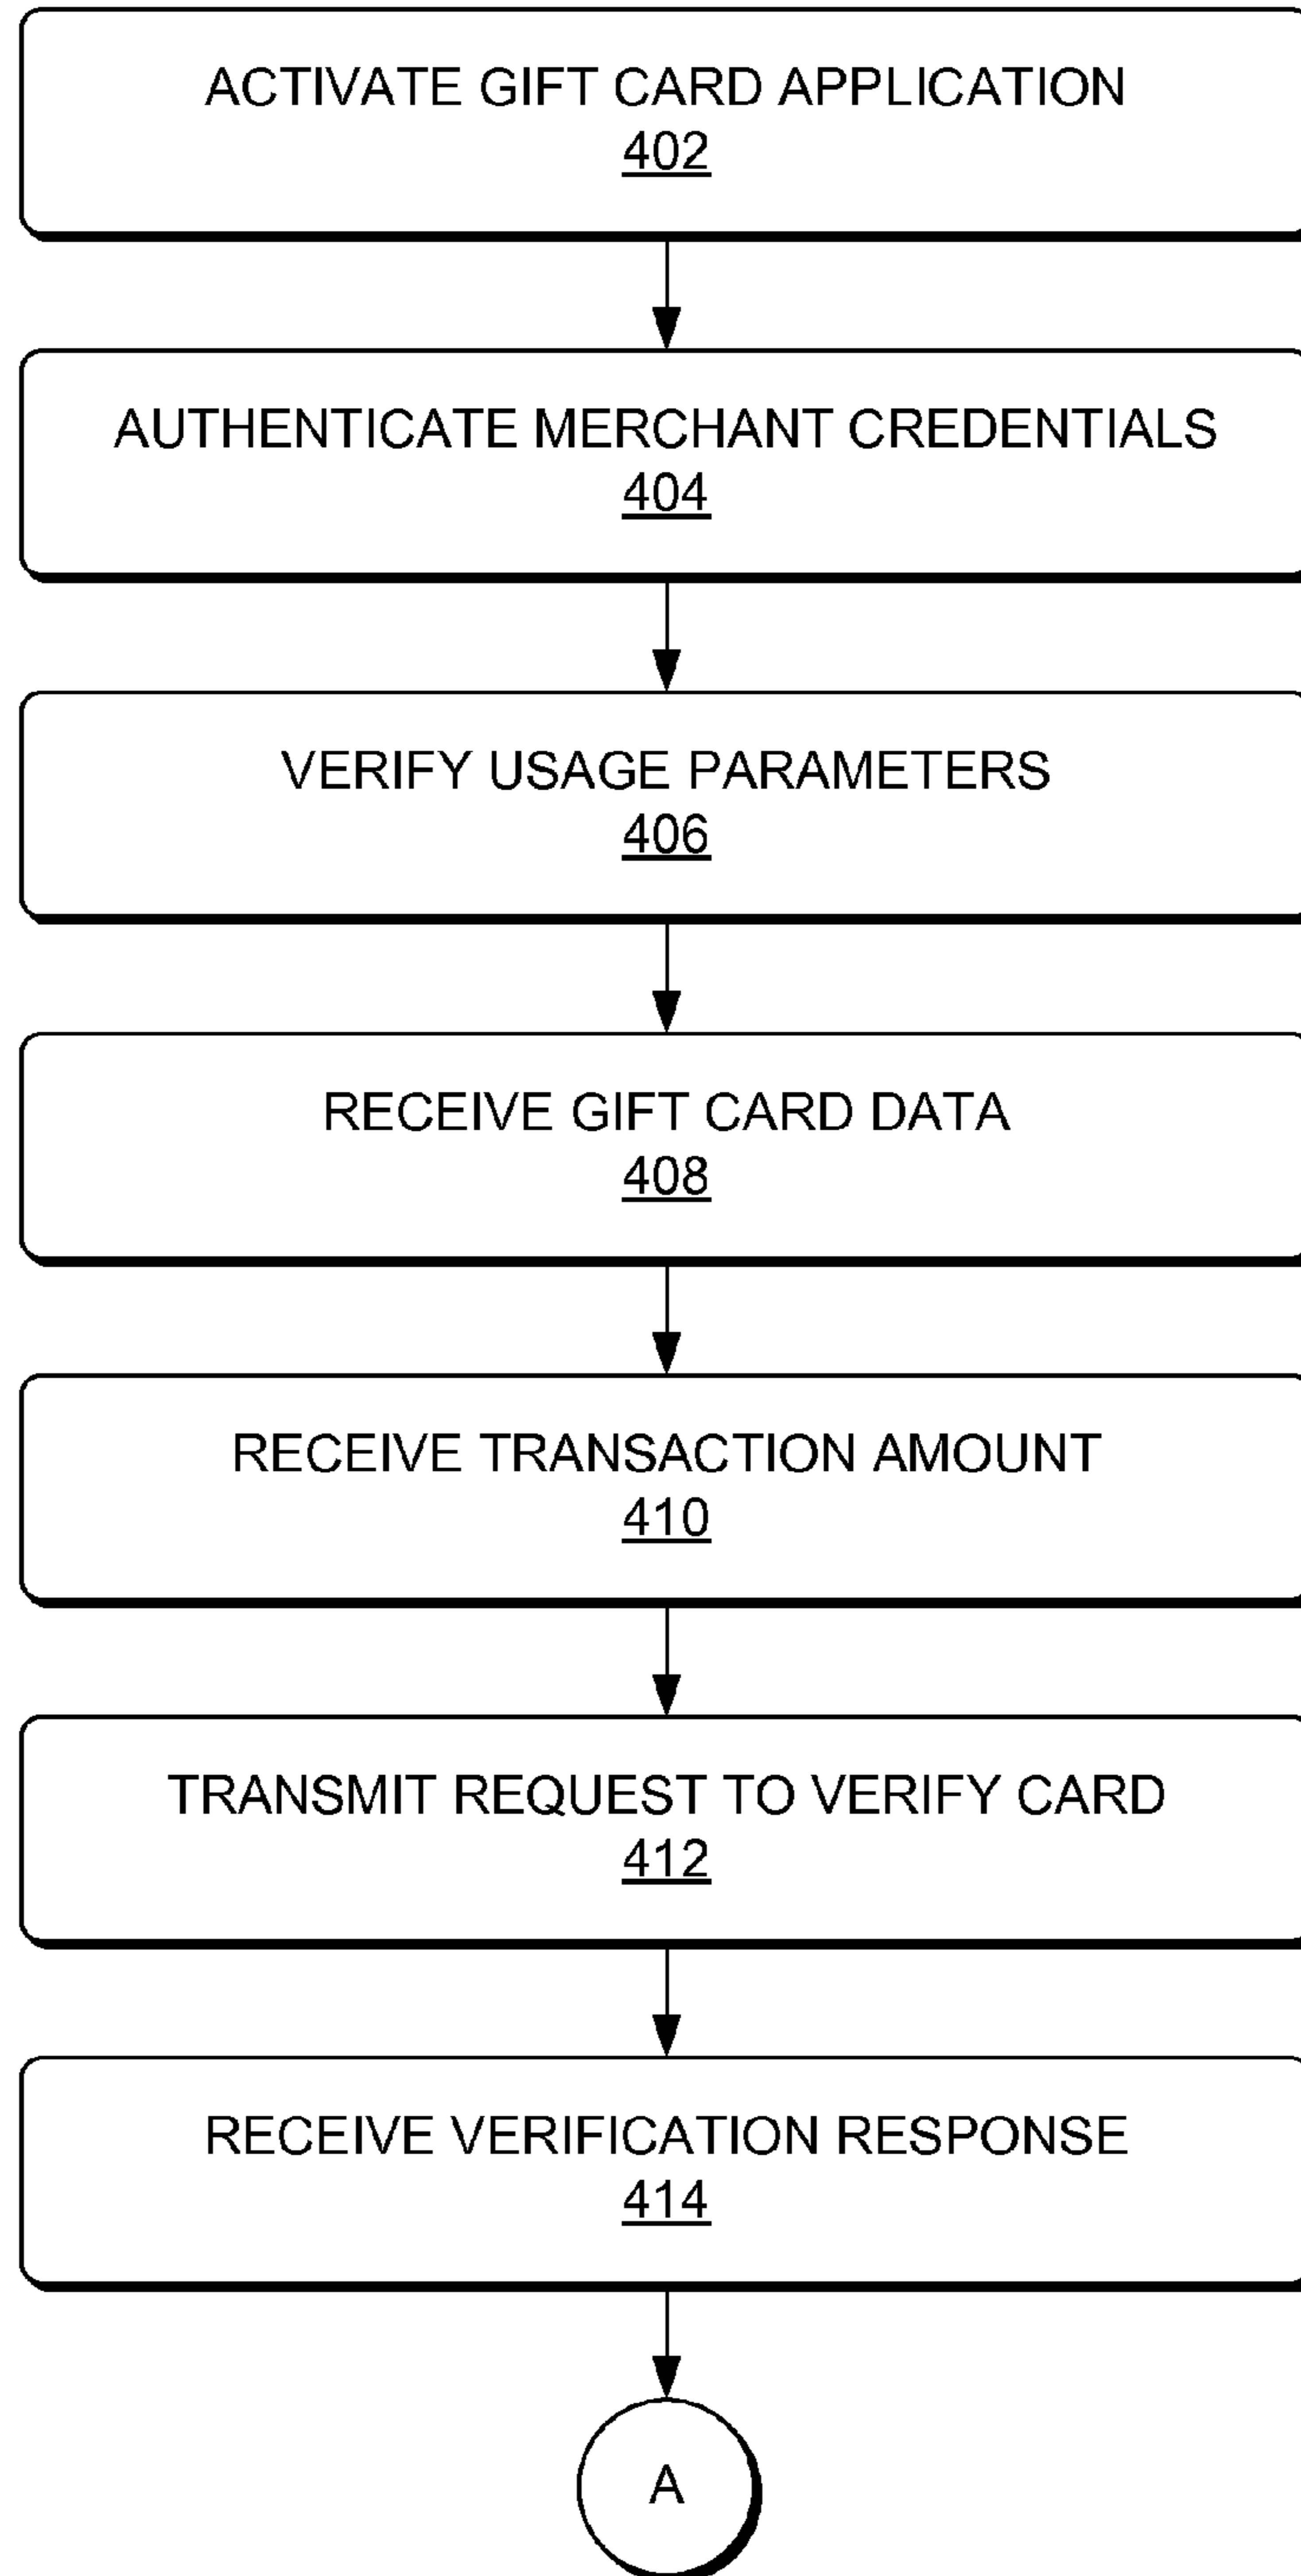 ACTIVATE GIFT CARD APPLICATION
402
AUTHENTICATE MERCHANT CREDENTIALS
404
VERIFY USAGE PARAMETERS
406
RECEIVE GIFT CARD DATA
408
RECEIVE TRANSACTION AMOUNT
410
TRANSMIT REQUEST TO VERIFY CARD
412
RECEIVE VERIFICATION RESPONSE
414
A